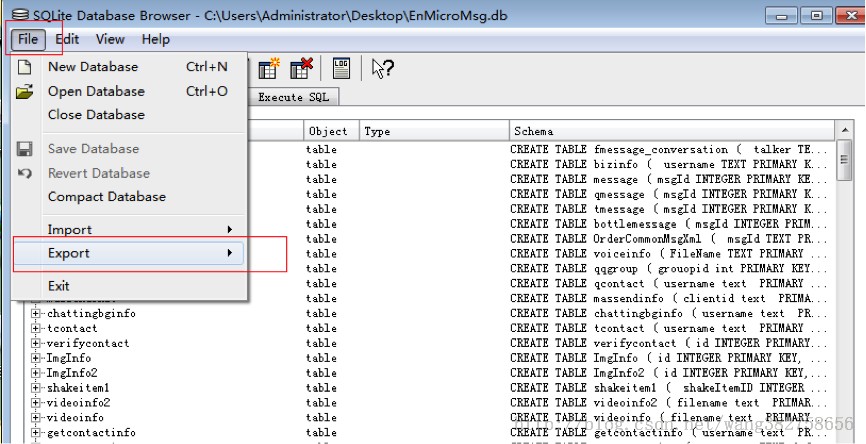 SQLite Database Browser - C:\Users\Administrator\Desktop\EnMicroMsg.db
File Edit View Help
New Database Ctrl+N
Open Database Ctrl+O
Close Database
Save Database
Revert Database
Compact Database
Import
Export
Exit
LOG
Execute SQL
Object Type Schema
table CREATE TABLE fmessage_conversation ( talker TE...
table CREATE TABLE bizinfo ( username TEXT PRIMARY K...
table CREATE TABLE message ( msgId INTEGER PRIMARY KE...
table CREATE TABLE qmessage ( msgId INTEGER PRIMARY...
table CREATE TABLE tmessage ( msgId INTEGER PRIMARY...
table CREATE TABLE bottlemessage ( msgId INTEGER PRIM...
table CREATE TABLE OrderCommonMsgXml ( msgId TEXT PR...
table CREATE TABLE voiceinfo ( FileName TEXT PRIMARY ...
table CREATE TABLE qqgroup ( grouopid int PRIMARY KEY...
table CREATE TABLE qcontact ( username text PRIMARY...
table CREATE TABLE massendinfo ( clientid text PRIMA...
chattingbginfo table CREATE TABLE chattingbginfo ( username text PR...
tcontact table CREATE TABLE tcontact ( username text PRIMARY...
verifycontact table CREATE TABLE verifycontact ( id INTEGER PRIMARY...
ImgInfo table CREATE TABLE ImgInfo ( id INTEGER PRIMARY KEY, ...
ImgInfo2 table CREATE TABLE ImgInfo2 ( id INTEGER PRIMARY KEY,...
shakeitem1 table CREATE TABLE shakeitem1 ( shakeItemID INTEGER ...
videoinfo2 table CREATE TABLE videoinfo2 ( filename text PRIMAR...
videoinfo table CREATE TABLE videoinfo ( filename text PRIMARY...
getcontactinfo table CREATE TABLE getcontactinfo ( username text PR...
http://blog.csdn.net/wang382758656